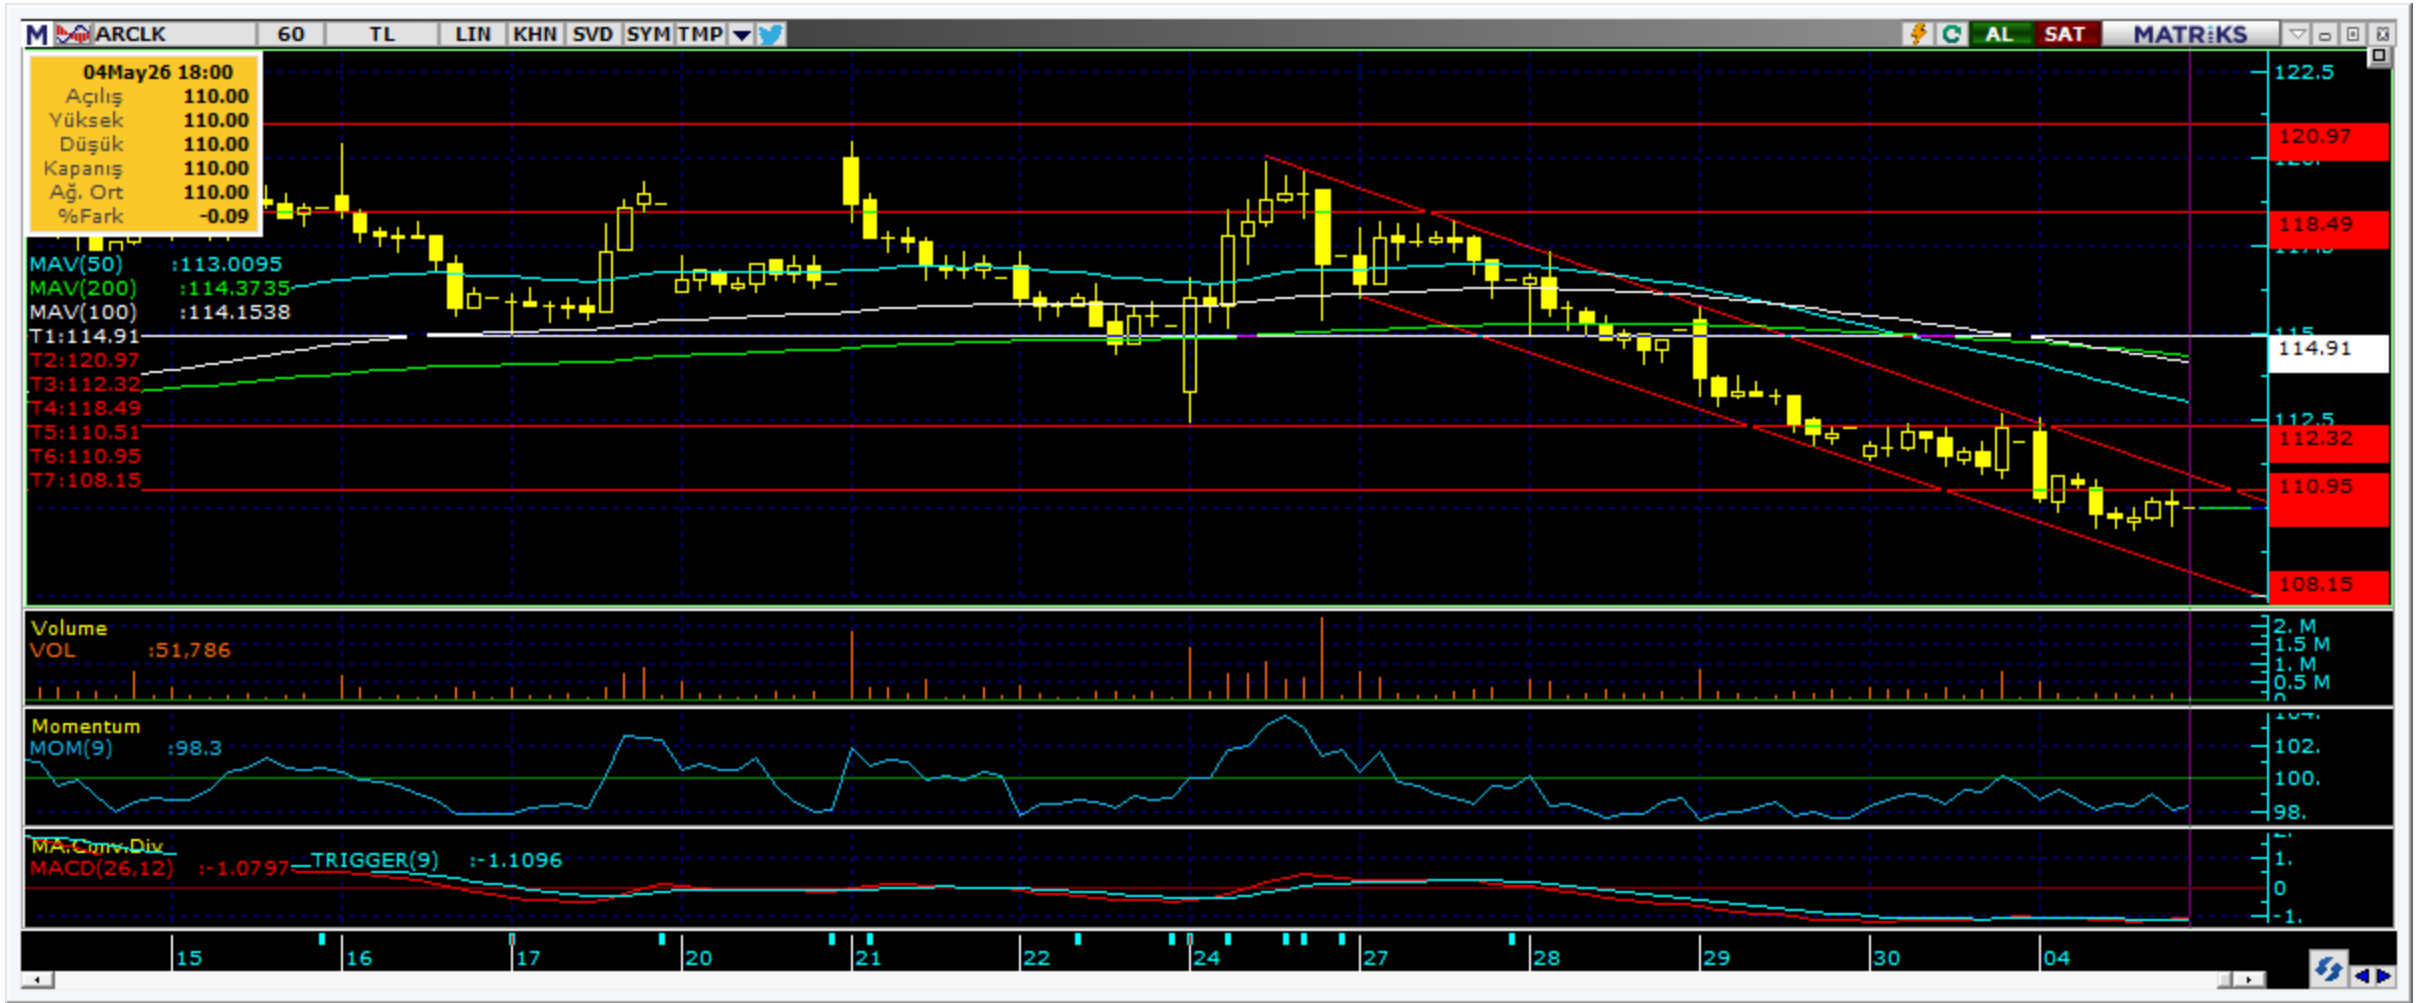 M ARCLK 60 TL LIN KHN SVD SYM TMP AL SAT MATRiKS
04May26 18:00
Açılış 110.00
Yüksek 110.00
Düşük 110.00
Kapanış 110.00
Ağ. Ort 110.00
%Fark -0.09
MAV(50) :113.0095
MAV(200) :114.3735
MAV(100) :114.1538
T1:114.91
T2:120.97
T3:112.32
T4:118.49
T5:110.51
T6:110.95
T7:108.15
122.5
120.97
118.49
115
114.91
112.5
112.32
110.95
108.15
Volume
VOL :51,786
2. M
1.5 M
1. M
0.5 M
0
Momentum
MOM(9) :98.3
104.
102.
100.
98.
MA.Conv.Div
MACD(26,12) :-1.0797 TRIGGER(9) :-1.1096
1.
0
-1.
15 16 17 20 21 22 24 27 28 29 30 04